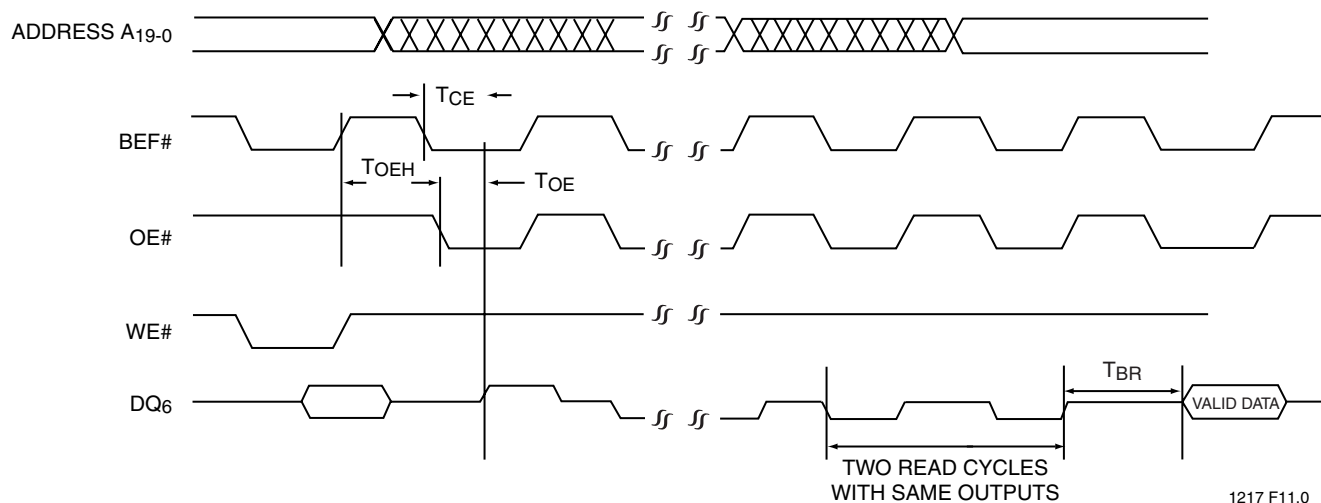 ADDRESS A19-0
TCE
BEF#
TOEH
TOE
OE#
WE#
TBR
DQ6
VALID DATA
TWO READ CYCLES
WITH SAME OUTPUTS
1217 F11.0